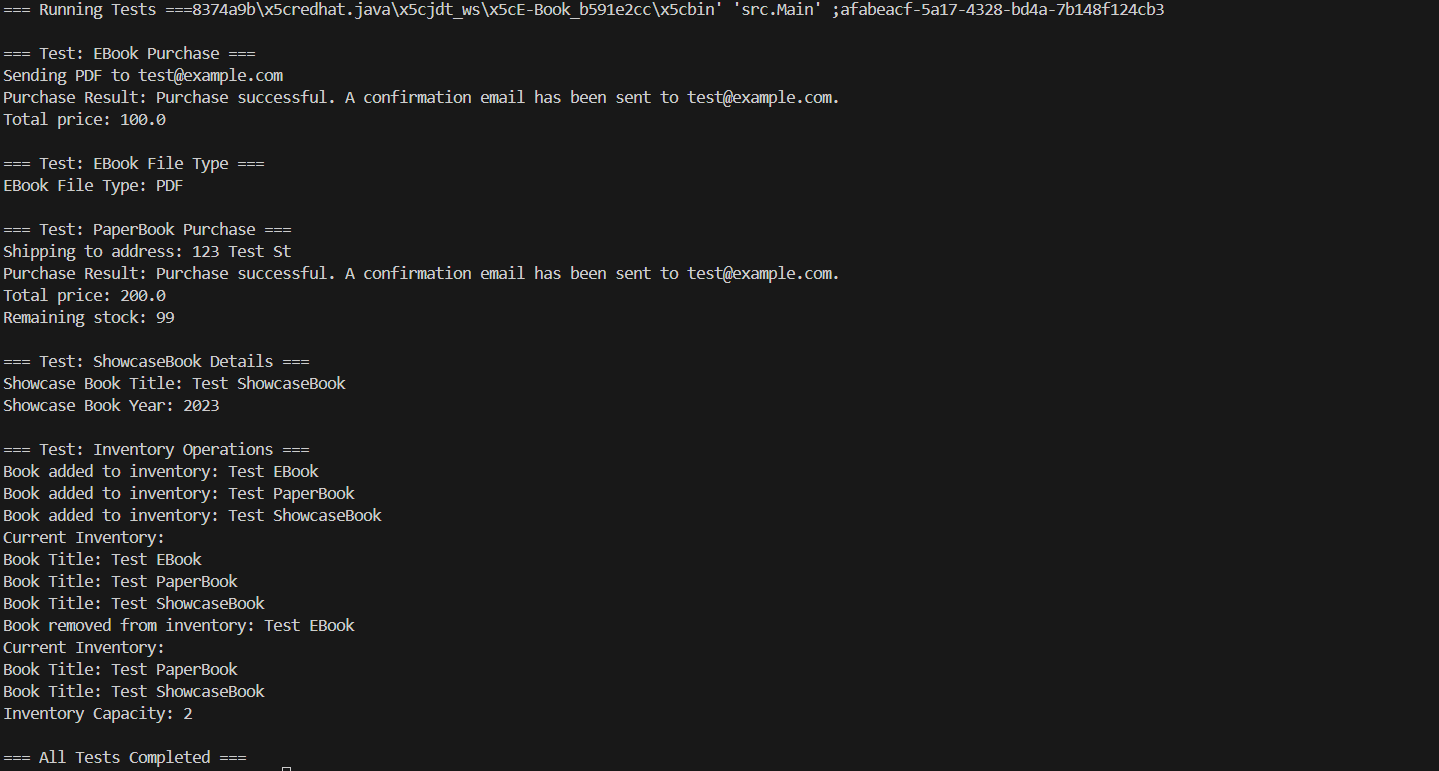 === Running Tests ===8374a9b\x5credhat.java\x5cjdt_ws\x5cE-Book_b591e2cc\x5cbin' 'src.Main' ;afabeacf-5a17-4328-bd4a-7b148f124cb3
=== Test: EBook Purchase ===
Sending PDF to test@example.com
Purchase Result: Purchase successful. A confirmation email has been sent to test@example.com.
Total price: 100.0
=== Test: EBook File Type ===
EBook File Type: PDF
=== Test: PaperBook Purchase ===
Shipping to address: 123 Test St
Purchase Result: Purchase successful. A confirmation email has been sent to test@example.com.
Total price: 200.0
Remaining stock: 99
=== Test: ShowcaseBook Details ===
Showcase Book Title: Test ShowcaseBook
Showcase Book Year: 2023
=== Test: Inventory Operations ===
Book added to inventory: Test EBook
Book added to inventory: Test PaperBook
Book added to inventory: Test ShowcaseBook
Current Inventory:
Book Title: Test EBook
Book Title: Test PaperBook
Book Title: Test ShowcaseBook
Book removed from inventory: Test EBook
Current Inventory:
Book Title: Test PaperBook
Book Title: Test ShowcaseBook
Inventory Capacity: 2
=== All Tests Completed ===